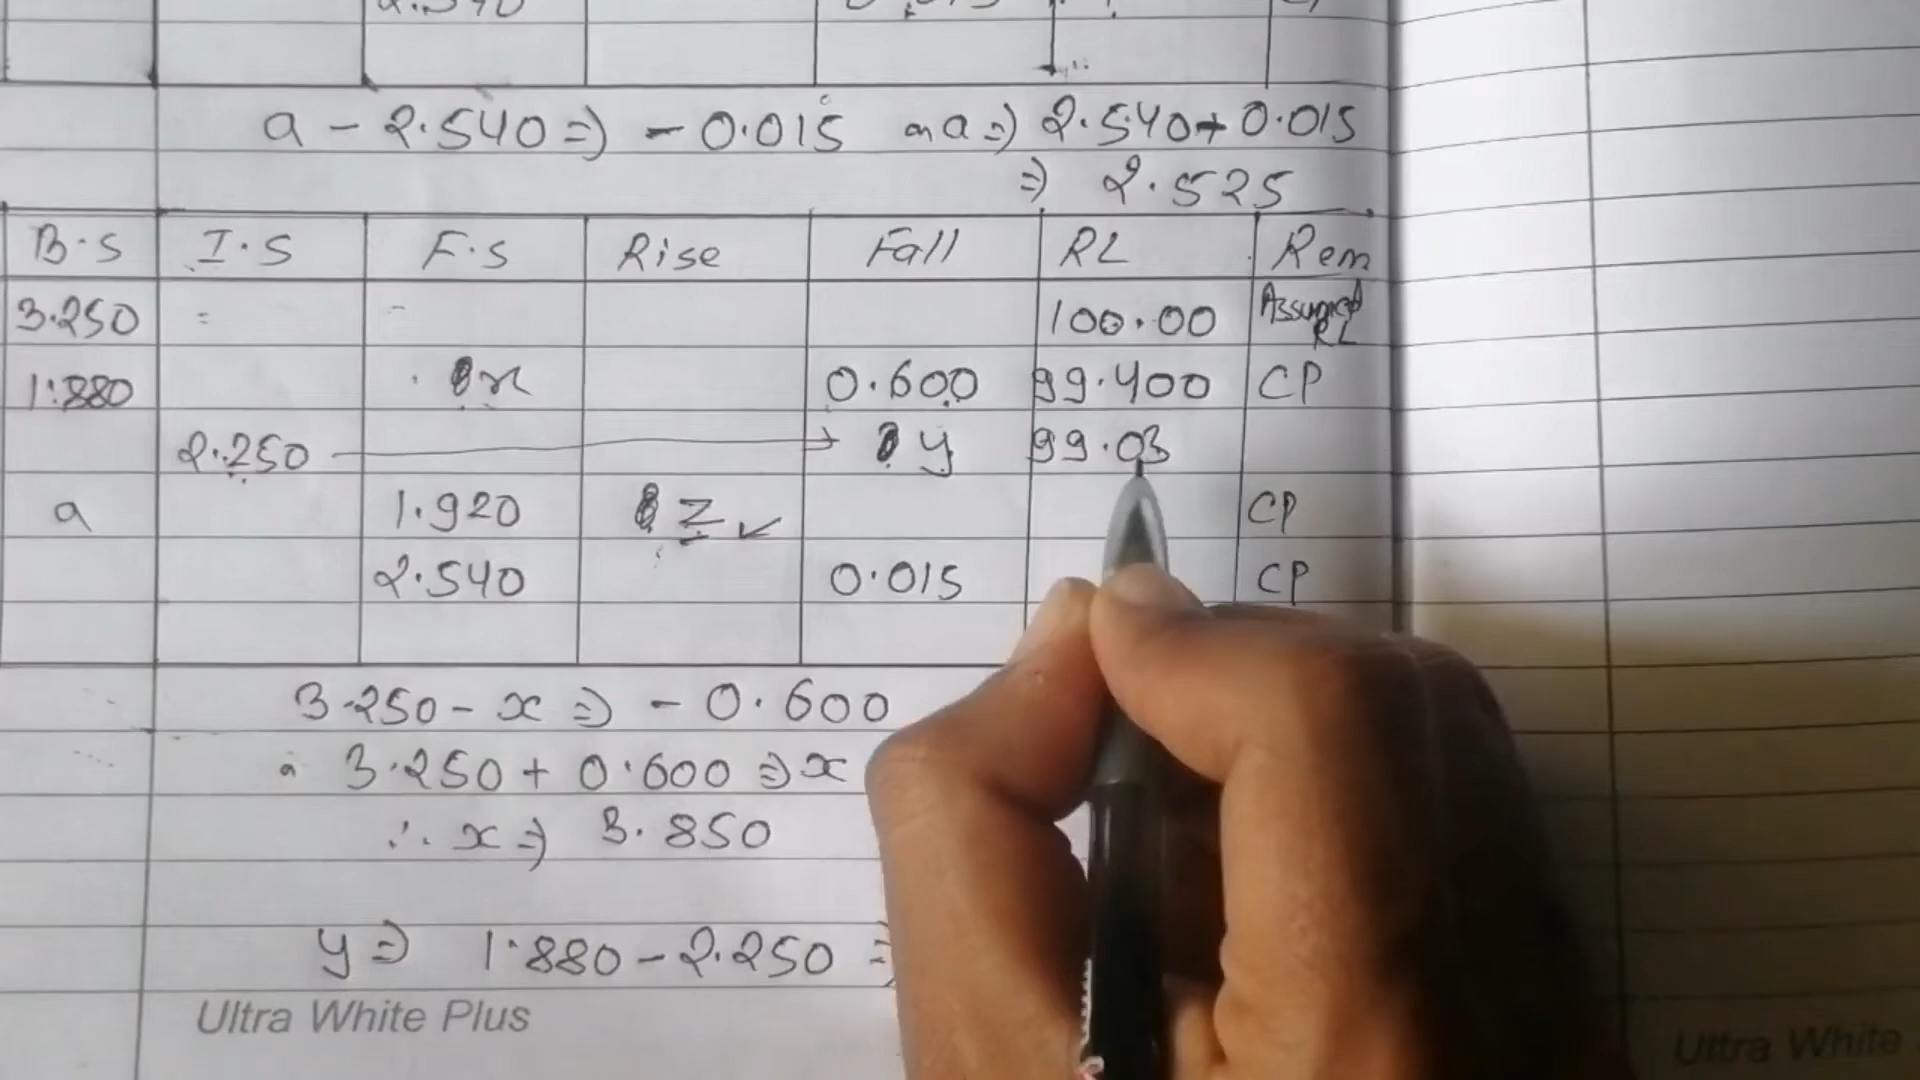 a - 2.540 ⇒ - 0.015 a ⇒ 2.540 + 0.015
⇒ 2.525
B.S I.S F.S Rise Fall RL Rem
3.250 = - 100.00 Assumed RL
1.880 x 0.600 99.400 CP
2.250 y 99.03
a 1.920 Z ✓ CP
2.540 0.015 CP
3.250 - x ⇒ - 0.600
3.250 + 0.600 ⇒ x
∴ x ⇒ 3.850
y ⇒ 1.880 - 2.250 =
Ultra White Plus
Ultra White